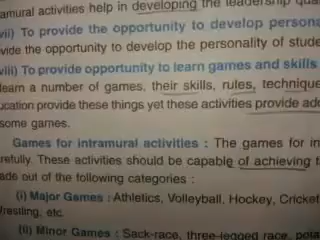 amural activities help in developing the leadership qua
vii) To provide the opportunity to develop persona
vide the opportunity to develop the personality of stude
viii) To provide opportunity to learn games and skills
learn a number of games, their skills, rules, technique
ucation provide these things yet these activities provide add
some games.
Games for intramural activities : The games for in
refully. These activities should be capable of achieving t
ade out of the following categories :
(i) Major Games : Athletics, Volleyball, Hockey, Cricket
Wrestling, etc.
(ii) Minor Games : Sack-race, three-legged race, pota